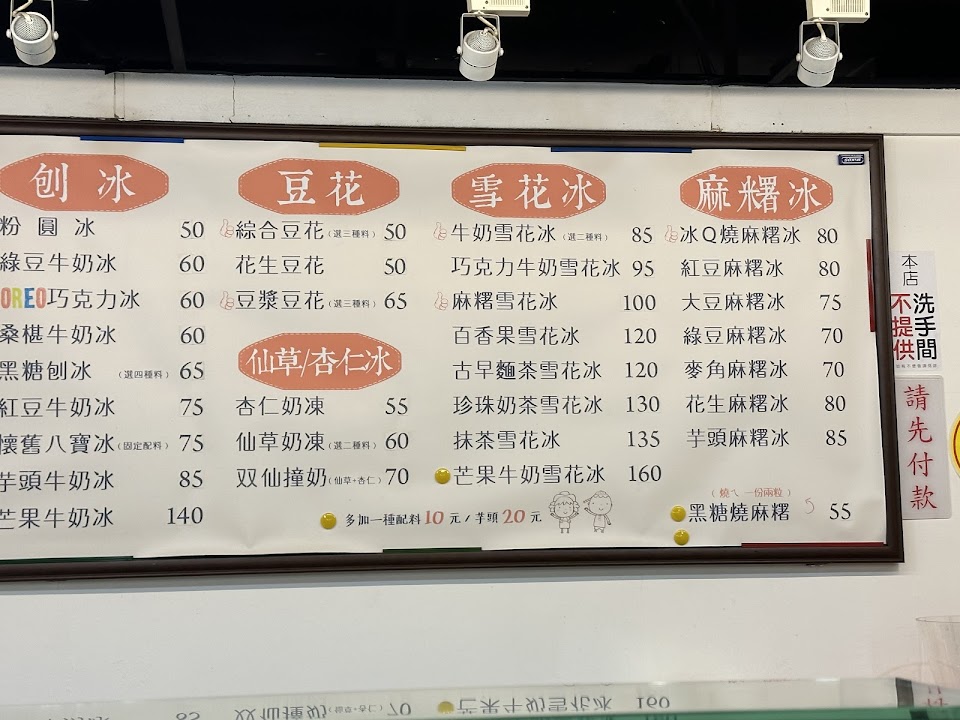 刨冰
粉圓冰 50
綠豆牛奶冰 60
OREO巧克力冰 60
桑椹牛奶冰 60
黑糖刨冰 (選四種料) 65
紅豆牛奶冰 75
懷舊八寶冰(固定配料) 75
芋頭牛奶冰 85
芒果牛奶冰 140
豆花
綜合豆花(選三種料) 50
花生豆花 50
豆漿豆花(選三種料) 65
仙草/杏仁冰
杏仁奶凍 55
仙草奶凍(選二種料) 60
双仙撞奶(仙草+杏仁) 70
雪花冰
牛奶雪花冰 (選二種料) 85
巧克力牛奶雪花冰 95
麻糬雪花冰 100
百香果雪花冰 120
古早麵茶雪花冰 120
珍珠奶茶雪花冰 130
抹茶雪花冰 135
芒果牛奶雪花冰 160
多加一種配料10元/芋頭20元
麻糬冰
冰Q燒麻糬冰 80
紅豆麻糬冰 80
大豆麻糬冰 75
綠豆麻糬冰 70
麥角麻糬冰 70
花生麻糬冰 80
芋頭麻糬冰 85
(燒ㄟ 一份兩粒)
黑糖燒麻糬 55
本店
不提供
洗手間
請先付款